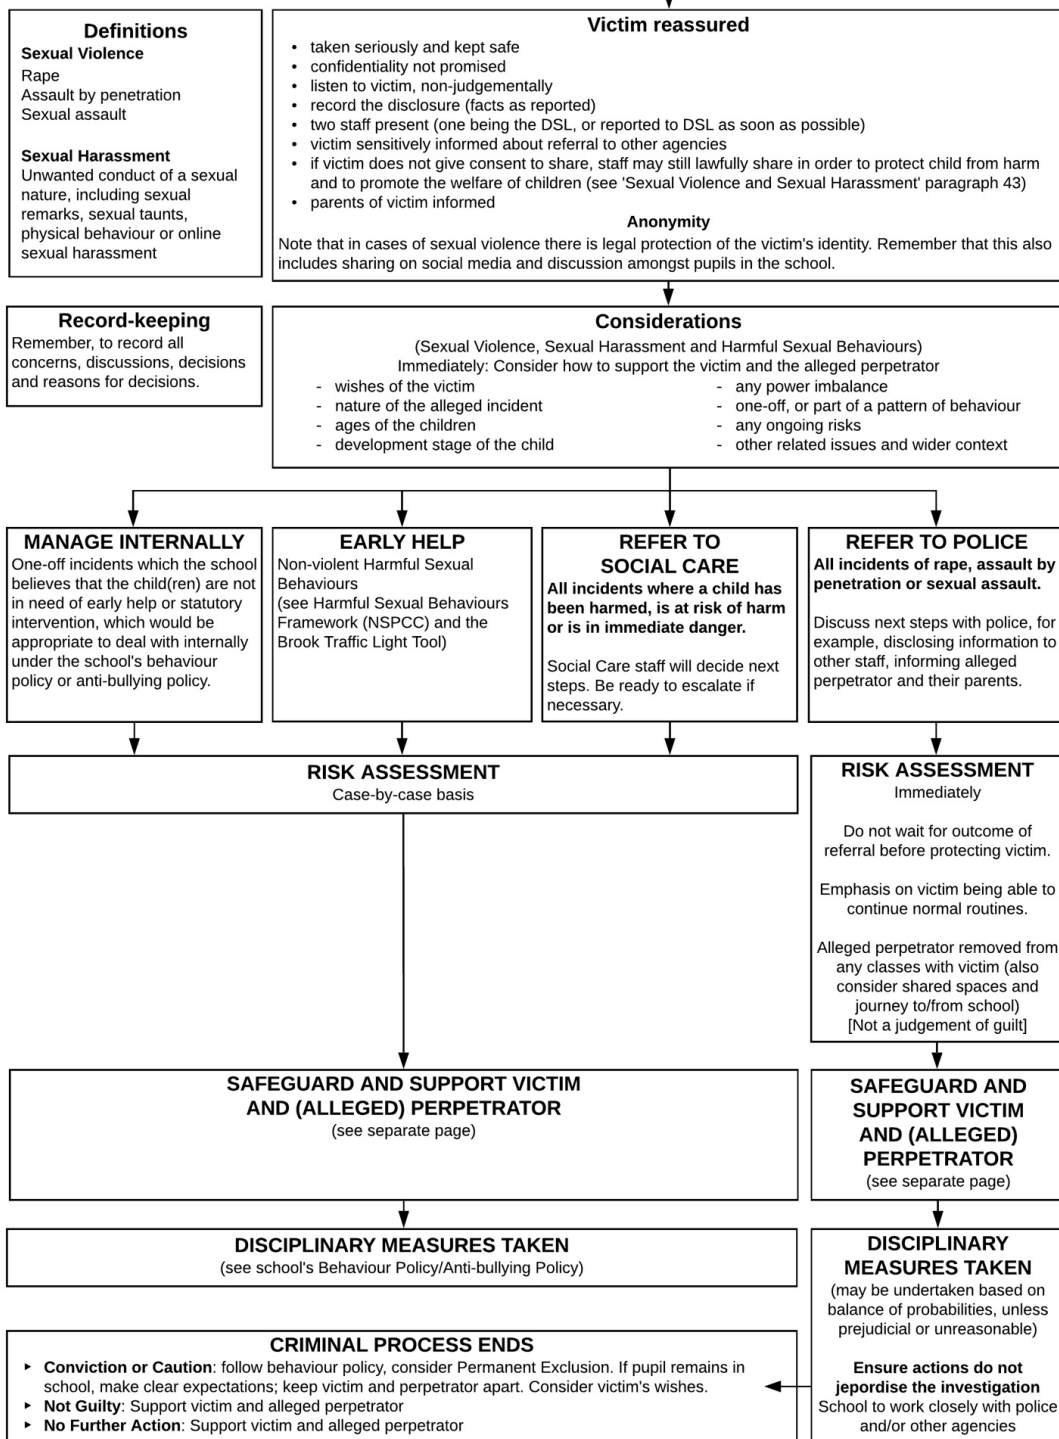 Definitions
Sexual Violence
Rape
Assault by penetration
Sexual assault
Sexual Harassment
Unwanted conduct of a sexual
nature, including sexual
remarks, sexual taunts,
physical behaviour or online
sexual harassment
Victim reassured
• taken seriously and kept safe
• confidentiality not promised
• listen to victim, non-judgementally
• record the disclosure (facts as reported)
• two staff present (one being the DSL, or reported to DSL as soon as possible)
• victim sensitively informed about referral to other agencies
• if victim does not give consent to share, staff may still lawfully share in order to protect child from harm
and to promote the welfare of children (see 'Sexual Violence and Sexual Harassment' paragraph 43)
• parents of victim informed
Anonymity
Note that in cases of sexual violence there is legal protection of the victim's identity. Remember that this also
includes sharing on social media and discussion amongst pupils in the school.
Record-keeping
Remember, to record all
concerns, discussions, decisions
and reasons for decisions.
Considerations
(Sexual Violence, Sexual Harassment and Harmful Sexual Behaviours)
Immediately: Consider how to support the victim and the alleged perpetrator
- wishes of the victim
- nature of the alleged incident
- ages of the children
- development stage of the child
- any power imbalance
- one-off, or part of a pattern of behaviour
- any ongoing risks
- other related issues and wider context
MANAGE INTERNALLY
One-off incidents which the school
believes that the child(ren) are not
in need of early help or statutory
intervention, which would be
appropriate to deal with internally
under the school's behaviour
policy or anti-bullying policy.
EARLY HELP
Non-violent Harmful Sexual
Behaviours
(see Harmful Sexual Behaviours
Framework (NSPCC) and the
Brook Traffic Light Tool)
REFER TO
SOCIAL CARE
All incidents where a child has
been harmed, is at risk of harm
or is in immediate danger.
Social Care staff will decide next
steps. Be ready to escalate if
necessary.
REFER TO POLICE
All incidents of rape, assault by
penetration or sexual assault.
Discuss next steps with police, for
example, disclosing information to
other staff, informing alleged
perpetrator and their parents.
RISK ASSESSMENT
Case-by-case basis
RISK ASSESSMENT
Immediately
Do not wait for outcome of
referral before protecting victim.
Emphasis on victim being able to
continue normal routines.
Alleged perpetrator removed from
any classes with victim (also
consider shared spaces and
journey to/from school)
[Not a judgement of guilt]
SAFEGUARD AND SUPPORT VICTIM
AND (ALLEGED) PERPETRATOR
(see separate page)
SAFEGUARD AND
SUPPORT VICTIM
AND (ALLEGED)
PERPETRATOR
(see separate page)
DISCIPLINARY MEASURES TAKEN
(see school's Behaviour Policy/Anti-bullying Policy)
DISCIPLINARY
MEASURES TAKEN
(may be undertaken based on
balance of probabilities, unless
prejudicial or unreasonable)
Ensure actions do not
jepordise the investigation
School to work closely with police
and/or other agencies
CRIMINAL PROCESS ENDS
‣ Conviction or Caution: follow behaviour policy, consider Permanent Exclusion. If pupil remains in
school, make clear expectations; keep victim and perpetrator apart. Consider victim's wishes.
‣ Not Guilty: Support victim and alleged perpetrator
‣ No Further Action: Support victim and alleged perpetrator